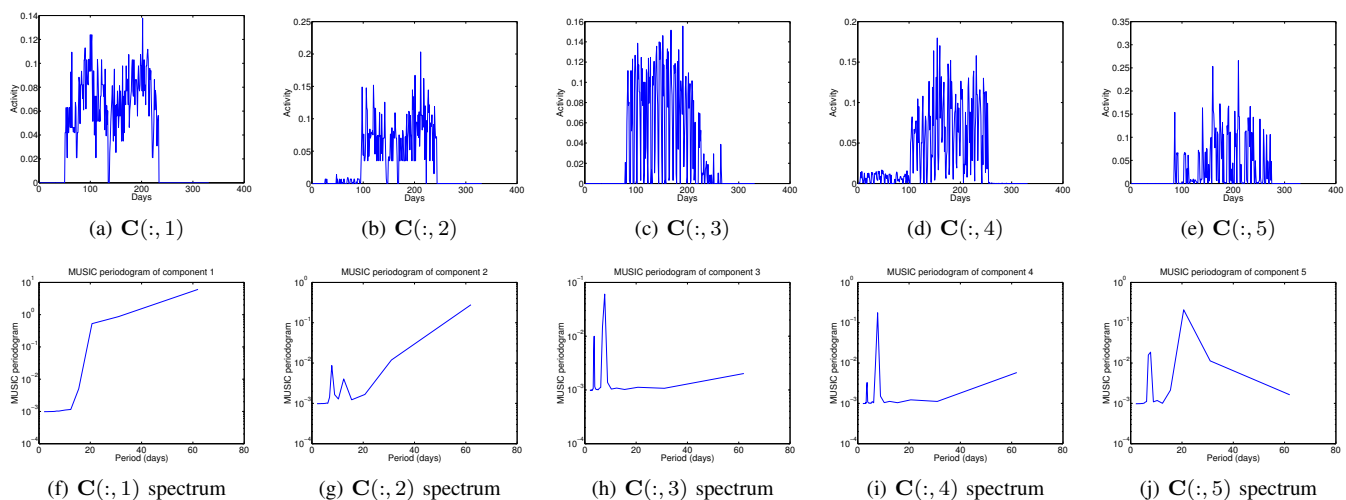 0.14
0.12
0.1
0.08
0.06
0.04
0.02
0
0 100 200 300 400
Activity
Days
(a) C(:, 1)
0.25
0.2
0.15
0.1
0.05
0
0 100 200 300 400
Activity
Days
(b) C(:, 2)
0.16
0.14
0.12
0.1
0.08
0.06
0.04
0.02
0
0 100 200 300 400
Activity
Days
(c) C(:, 3)
0.2
0.15
0.1
0.05
0
0 100 200 300 400
Activity
Days
(d) C(:, 4)
0.35
0.3
0.25
0.2
0.15
0.1
0.05
0
0 100 200 300 400
Activity
Days
(e) C(:, 5)
MUSIC periodogram of component 1
10^1
10^0
10^-1
10^-2
10^-3
10^-4
0 20 40 60 80
MUSIC periodogram
Period (days)
(f) C(:, 1) spectrum
MUSIC periodogram of component 2
10^0
10^-1
10^-2
10^-3
10^-4
0 20 40 60 80
MUSIC periodogram
Period (days)
(g) C(:, 2) spectrum
MUSIC periodogram of component 3
10^-1
10^-2
10^-3
10^-4
0 20 40 60 80
MUSIC periodogram
Period (days)
(h) C(:, 3) spectrum
MUSIC periodogram of component 4
10^0
10^-1
10^-2
10^-3
10^-4
0 20 40 60 80
MUSIC periodogram
Period (days)
(i) C(:, 4) spectrum
MUSIC periodogram of component 5
10^0
10^-1
10^-2
10^-3
10^-4
0 20 40 60 80
MUSIC periodogram
Period (days)
(j) C(:, 5) spectrum